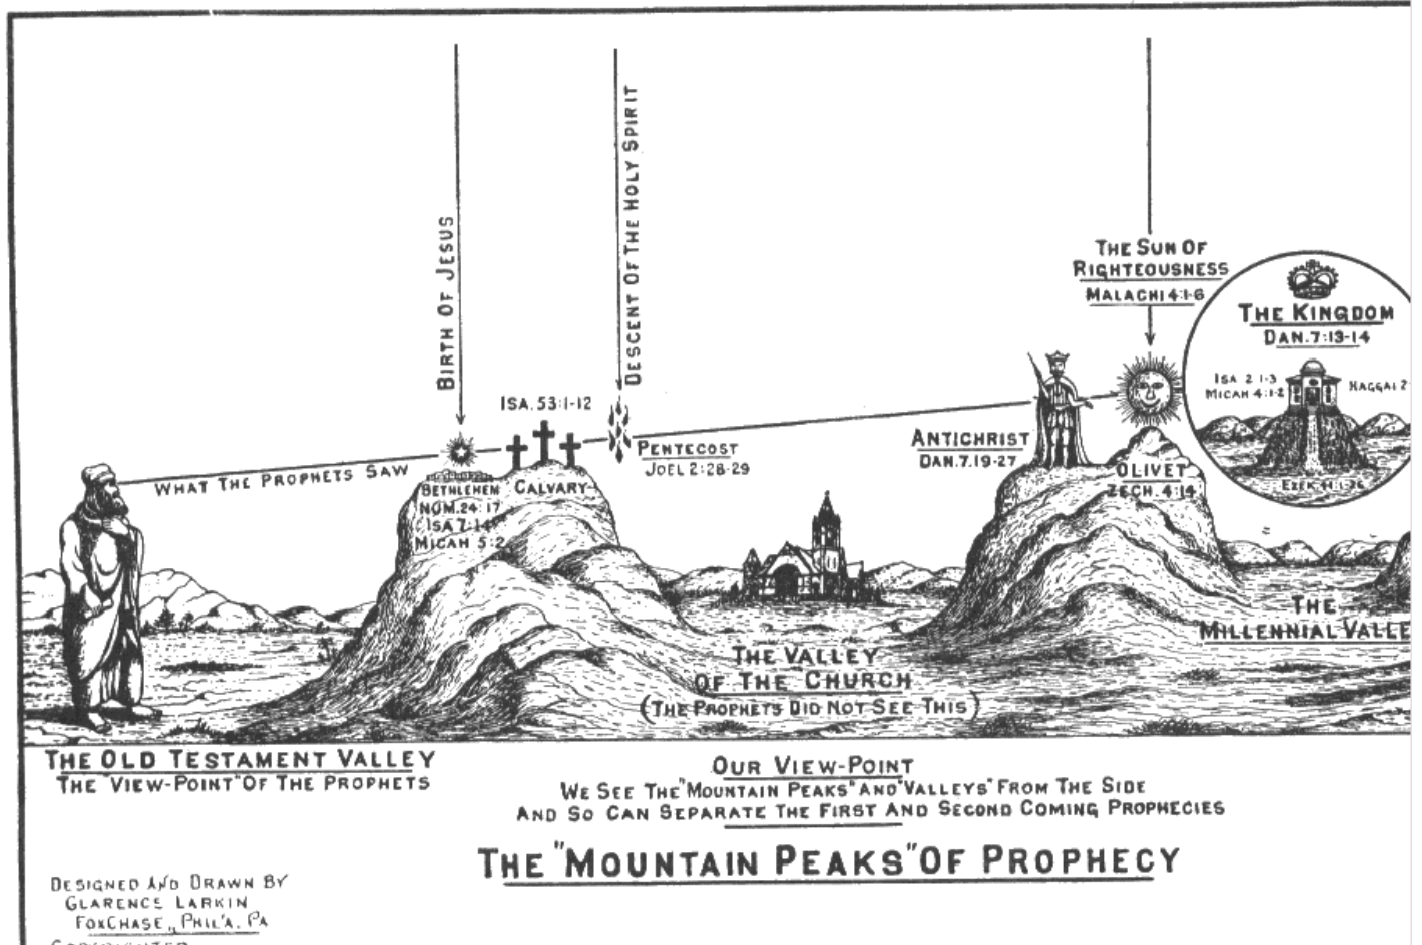 BIRTH OF JESUS
DESCENT OF THE HOLY SPIRIT
THE SUN OF
RIGHTEOUSNESS
MALACHI 4:1-6
THE KINGDOM
DAN. 7:13-14
ISA 2 1-3
MICAH 4:1-2
HAGGAI 2
EZEK
ISA. 53:1-12
WHAT THE PROPHETS SAW
PENTECOST
JOEL 2:28-29
ANTICHRIST
DAN. 7.19-27
OLIVET
ZECH. 4:14
BETHLEHEM
NUM. 24:17
ISA 7:14
MICAH 5:2
CALVARY
THE
MILLENNIAL VALLE
THE VALLEY
OF THE CHURCH
(THE PROPHETS DID NOT SEE THIS)
THE OLD TESTAMENT VALLEY
THE "VIEW-POINT" OF THE PROPHETS
OUR VIEW-POINT
WE SEE THE "MOUNTAIN PEAKS" AND "VALLEYS" FROM THE SIDE
AND SO CAN SEPARATE THE FIRST AND SECOND COMING PROPHECIES
THE "MOUNTAIN PEAKS" OF PROPHECY
DESIGNED AND DRAWN BY
CLARENCE LARKIN
FOXCHASE, PHIL'A, PA
COPYRIGHTED